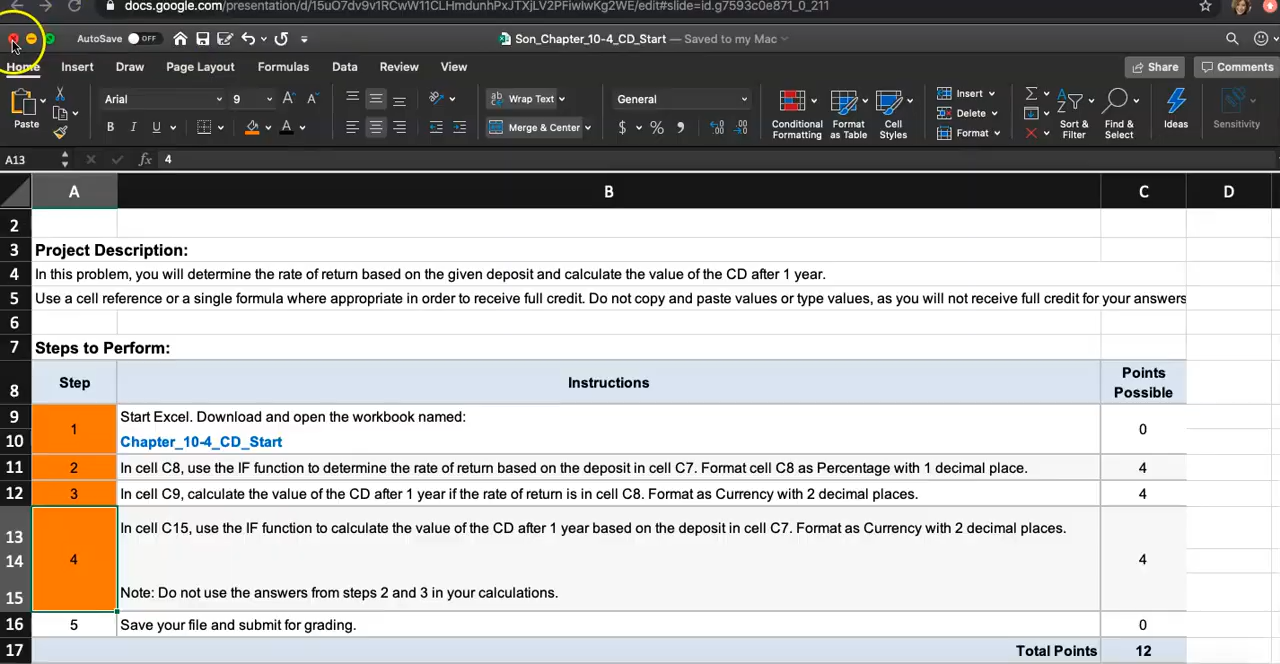 docs.google.com/presentation/d/15uO7dv9v1RCwW11CLHmdunhPxJTXjLV2PFiwIwKg2WE/edit#slide=id.g7593c0e871_0_211
AutoSave OFF
Son_Chapter_10-4_CD_Start — Saved to my Mac
Home Insert Draw Page Layout Formulas Data Review View Share Comments
Paste Arial 9 A A Wrap Text General Conditional Formatting Format as Table Cell Styles Insert Sort & Filter Find & Select Ideas Sensitivity
B I U A Merge & Center $ % Delete
Format
A13 fx 4
A B C D
2
3 Project Description:
4 In this problem, you will determine the rate of return based on the given deposit and calculate the value of the CD after 1 year.
5 Use a cell reference or a single formula where appropriate in order to receive full credit. Do not copy and paste values or type values, as you will not receive full credit for your answers
6
7 Steps to Perform:
8 Step Instructions Points Possible
9 1 Start Excel. Download and open the workbook named: 0
10 Chapter_10-4_CD_Start
11 2 In cell C8, use the IF function to determine the rate of return based on the deposit in cell C7. Format cell C8 as Percentage with 1 decimal place. 4
12 3 In cell C9, calculate the value of the CD after 1 year if the rate of return is in cell C8. Format as Currency with 2 decimal places. 4
13 In cell C15, use the IF function to calculate the value of the CD after 1 year based on the deposit in cell C7. Format as Currency with 2 decimal places.
14 4 4
15 Note: Do not use the answers from steps 2 and 3 in your calculations.
16 5 Save your file and submit for grading. 0
17 Total Points 12